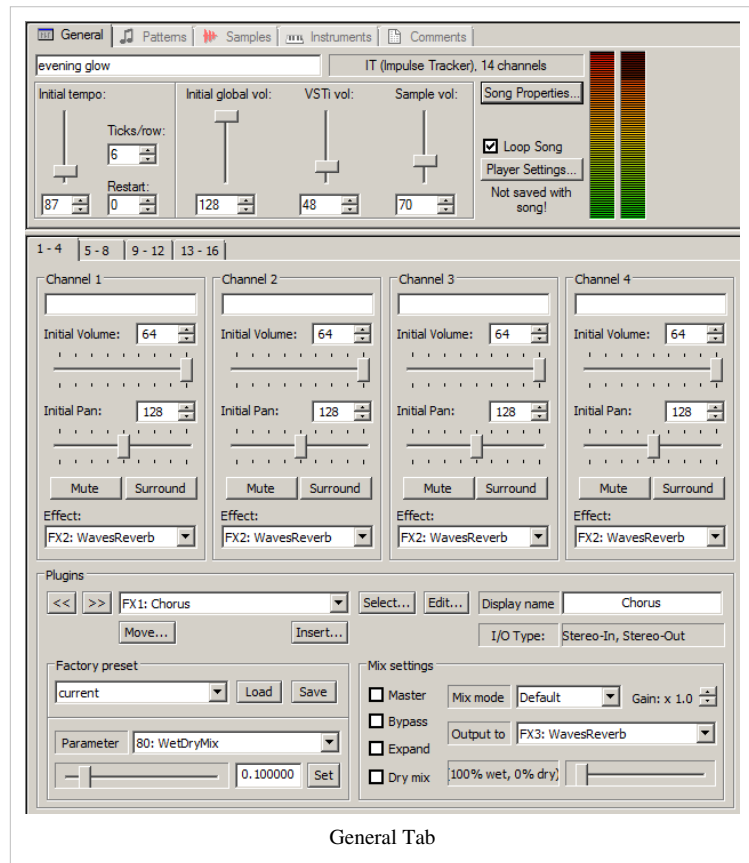 General Patterns Samples Instruments Comments
evening glow IT (Impulse Tracker), 14 channels
Initial tempo: Initial global vol: VSTi vol: Sample vol: Song Properties...
Ticks/row:
6 Loop Song
Restart: Player Settings...
87 0 128 48 70 Not saved with
song!
1 - 4 5 - 8 9 - 12 13 - 16
Channel 1 Channel 2 Channel 3 Channel 4
Initial Volume: 64 Initial Volume: 64 Initial Volume: 64 Initial Volume: 64
Initial Pan: 128 Initial Pan: 128 Initial Pan: 128 Initial Pan: 128
Mute Surround Mute Surround Mute Surround Mute Surround
Effect: Effect: Effect: Effect:
FX2: WavesReverb FX2: WavesReverb FX2: WavesReverb FX2: WavesReverb
Plugins
<< >> FX1: Chorus Select... Edit... Display name Chorus
Move... Insert... I/O Type: Stereo-In, Stereo-Out
Factory preset Mix settings
current Load Save Master Mix mode Default Gain: x 1.0
Bypass
Parameter 80: WetDryMix Expand Output to FX3: WavesReverb
0.100000 Set Dry mix (100% wet, 0% dry)
General Tab